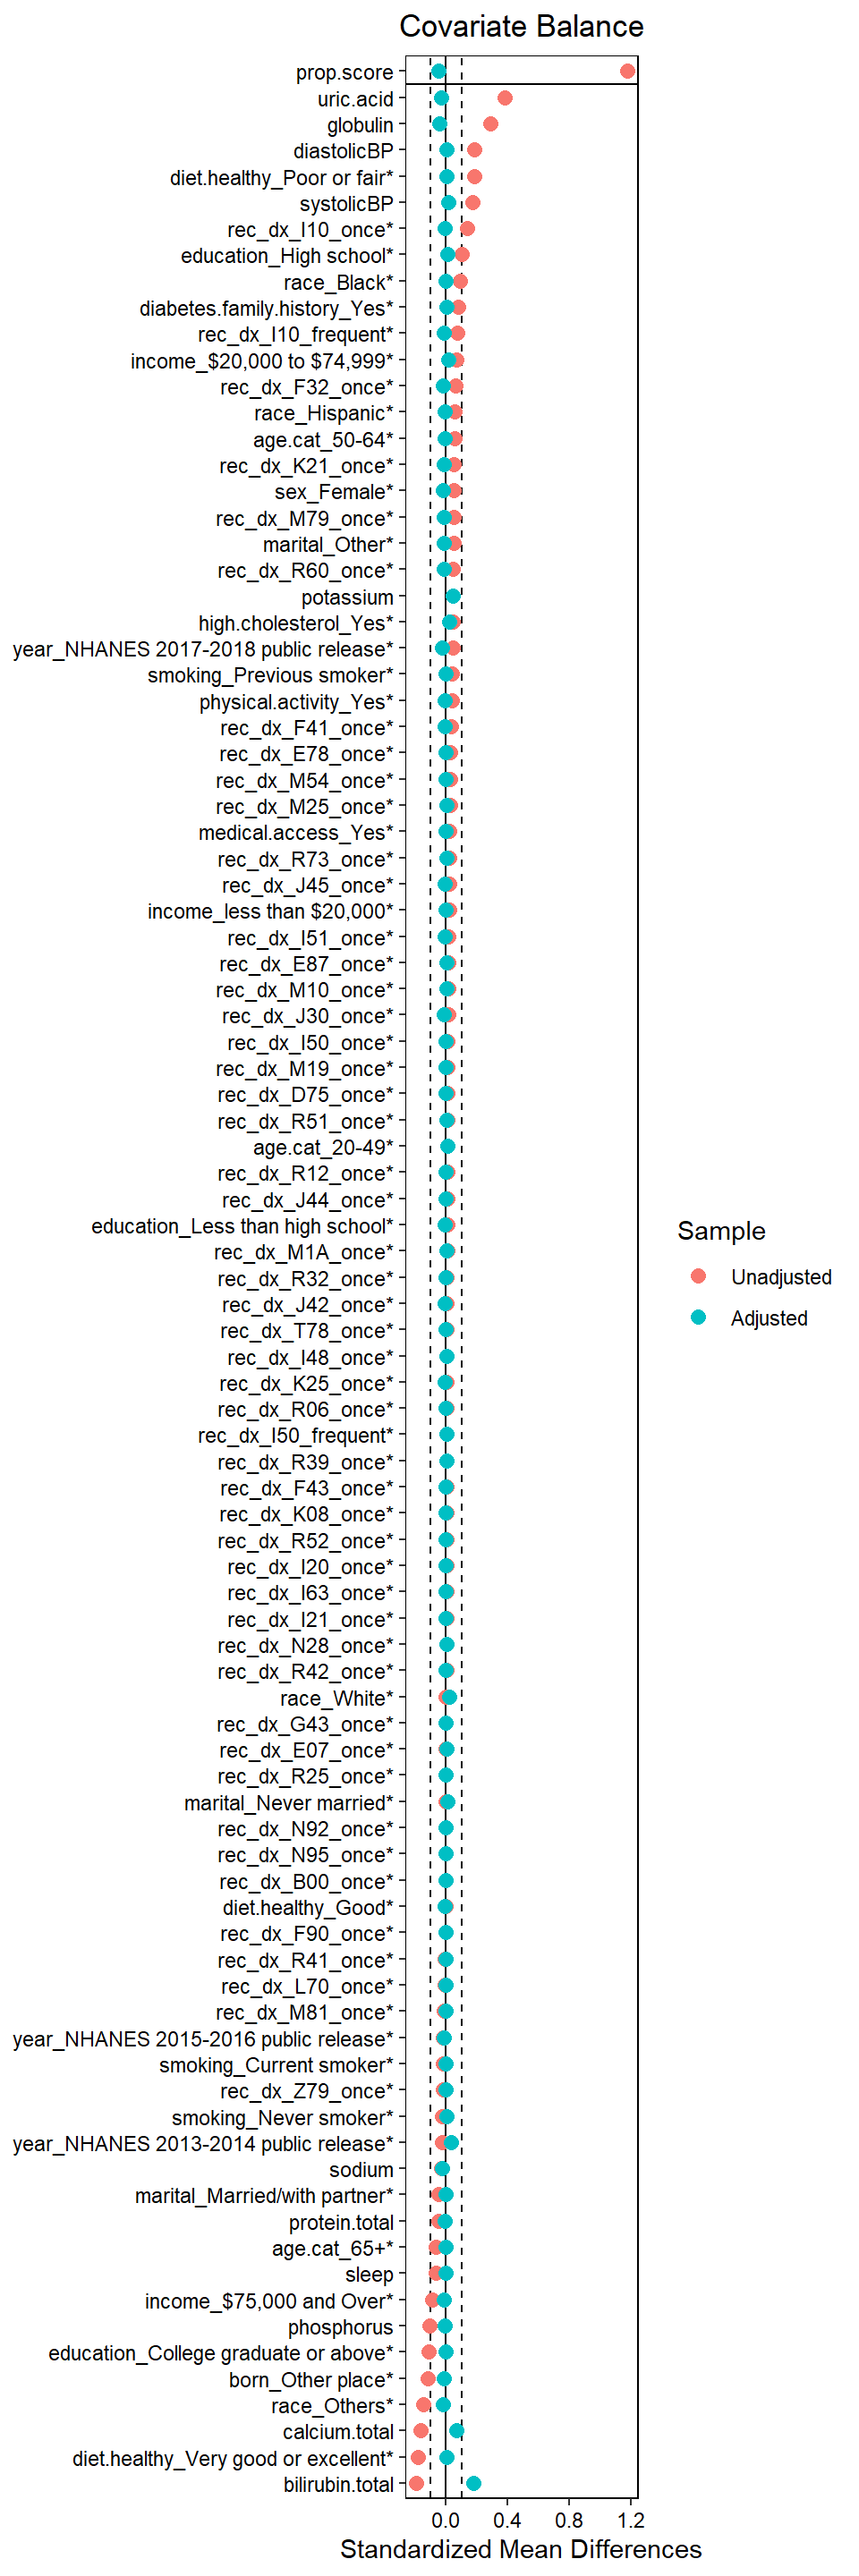 Covariate Balance
prop.score
uric.acid
globulin
diastolicBP
diet.healthy_Poor or fair*
systolicBP
rec_dx_I10_once*
education_High school*
race_Black*
diabetes.family.history_Yes*
rec_dx_I10_frequent*
income_$20,000 to $74,999*
rec_dx_F32_once*
race_Hispanic*
age.cat_50-64*
rec_dx_K21_once*
sex_Female*
rec_dx_M79_once*
marital_Other*
rec_dx_R60_once*
potassium
high.cholesterol_Yes*
year_NHANES 2017-2018 public release*
smoking_Previous smoker*
physical.activity_Yes*
rec_dx_F41_once*
rec_dx_E78_once*
rec_dx_M54_once*
rec_dx_M25_once*
medical.access_Yes*
rec_dx_R73_once*
rec_dx_J45_once*
income_less than $20,000*
rec_dx_I51_once*
rec_dx_E87_once*
rec_dx_M10_once*
rec_dx_J30_once*
rec_dx_I50_once*
rec_dx_M19_once*
rec_dx_D75_once*
rec_dx_R51_once*
age.cat_20-49*
rec_dx_R12_once*
rec_dx_J44_once*
education_Less than high school*
rec_dx_M1A_once*
rec_dx_R32_once*
rec_dx_J42_once*
rec_dx_T78_once*
rec_dx_I48_once*
rec_dx_K25_once*
rec_dx_R06_once*
rec_dx_I50_frequent*
rec_dx_R39_once*
rec_dx_F43_once*
rec_dx_K08_once*
rec_dx_R52_once*
rec_dx_I20_once*
rec_dx_I63_once*
rec_dx_I21_once*
rec_dx_N28_once*
rec_dx_R42_once*
race_White*
rec_dx_G43_once*
rec_dx_E07_once*
rec_dx_R25_once*
marital_Never married*
rec_dx_N92_once*
rec_dx_N95_once*
rec_dx_B00_once*
diet.healthy_Good*
rec_dx_F90_once*
rec_dx_R41_once*
rec_dx_L70_once*
rec_dx_M81_once*
year_NHANES 2015-2016 public release*
smoking_Current smoker*
rec_dx_Z79_once*
smoking_Never smoker*
year_NHANES 2013-2014 public release*
sodium
marital_Married/with partner*
protein.total
age.cat_65+*
sleep
income_$75,000 and Over*
phosphorus
education_College graduate or above*
born_Other place*
race_Others*
calcium.total
diet.healthy_Very good or excellent*
bilirubin.total
0.0 0.4 0.8 1.2
Standardized Mean Differences
Sample
Unadjusted
Adjusted